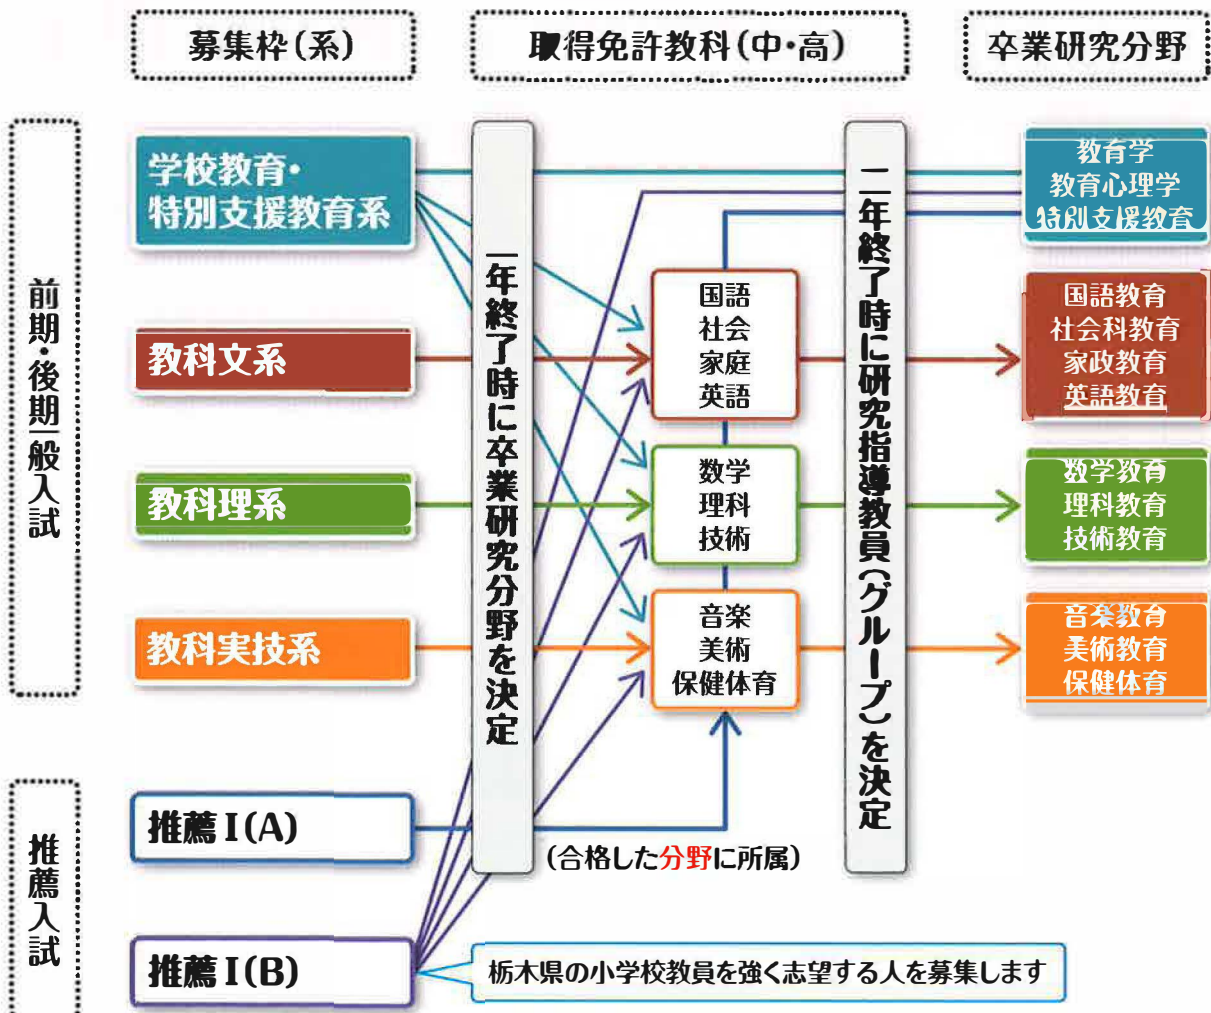 募集枠(系)
取得免許教科(中・高)
卒業研究分野
前期・後期一般入試
学校教育・
特別支援教育系
教科文系
教科理系
教科実技系
一年終了時に卒業研究分野を決定
国語
社会
家庭
英語
数学
理科
技術
音楽
美術
保健体育
二年終了時に研究指導教員(グループ)を決定
教育学
教育心理学
特別支援教育
国語教育
社会科教育
家政教育
英語教育
数学教育
理科教育
技術教育
音楽教育
美術教育
保健体育
推薦入試
推薦Ⅰ(A)
(合格した分野に所属)
推薦Ⅰ(B)
栃木県の小学校教員を強く志望する人を募集します